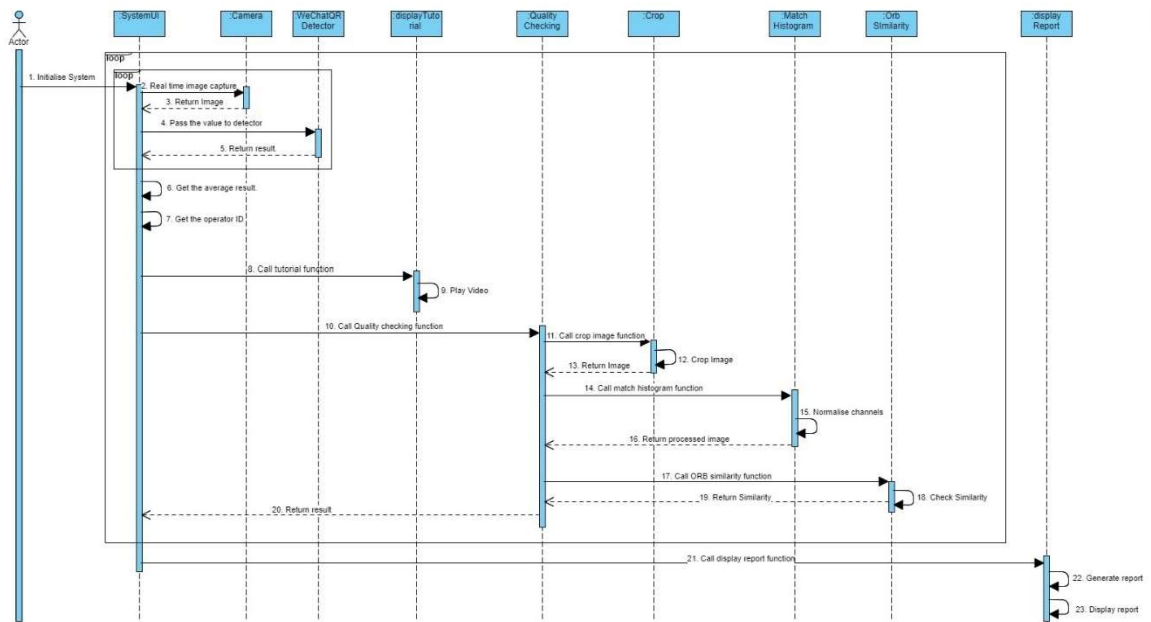 :SystemUI
:Camera
:WeChatQR
Detector
:displayTuto
rial
:Quality
Checking
:Crop
:Match
Histogram
:Orb
SImilarity
:display
Report
Actor
loop
loop
1. Initialise System
2. Real time image capture
3. Return Image
4. Pass the value to detector
5. Return result.
6. Get the average result.
7. Get the operator ID
8. Call tutorial function
9. Play Video
10. Call Quality checking function
11. Call crop image function
12. Crop Image
13. Return Image
14. Call match histogram function
15. Normalise channels
16. Return processed image
17. Call ORB similarity function
18. Check Similarity
19. Return Similarity
20. Return result
21. Call display report function
22. Generate report
23. Display report